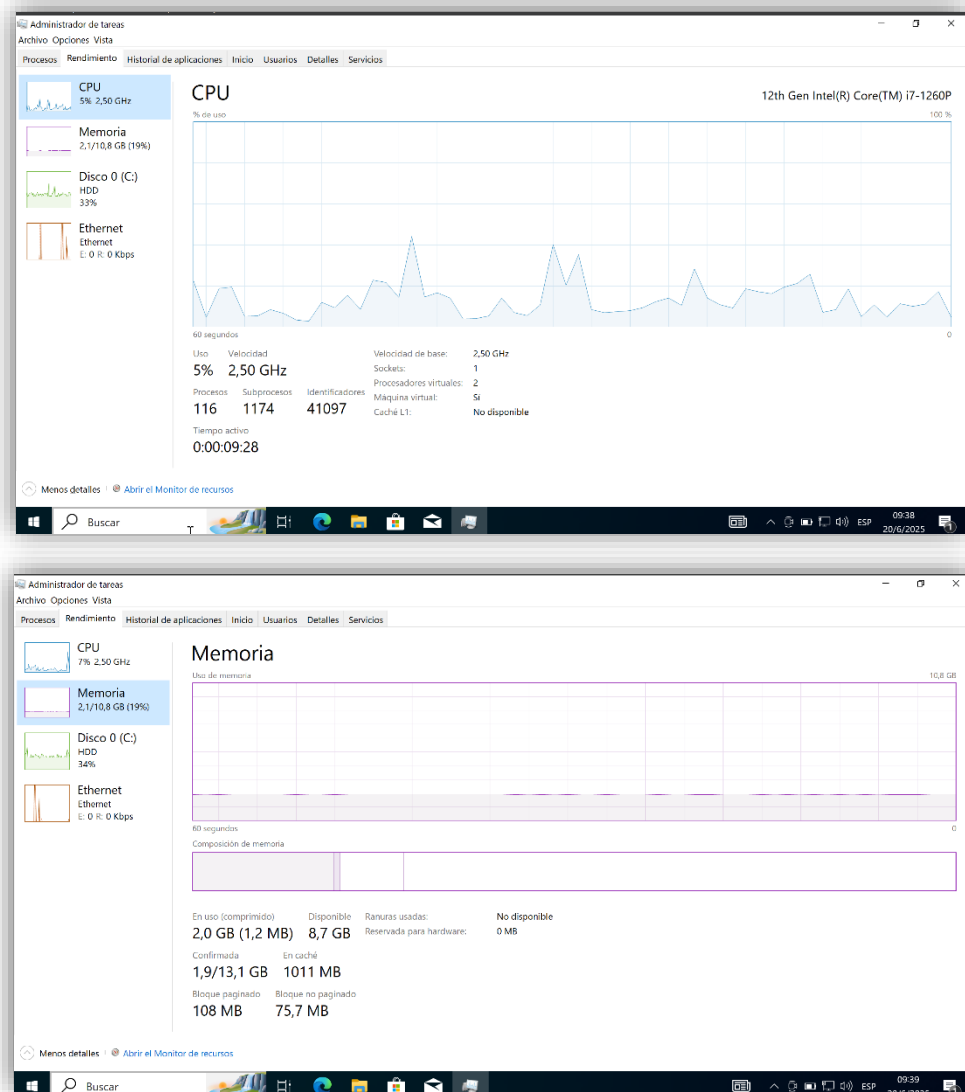 Administrador de tareas
Archivo Opciones Vista
Procesos Rendimiento Historial de aplicaciones Inicio Usuarios Detalles Servicios
CPU
5% 2,50 GHz
Memoria
2,1/10,8 GB (19%)
Disco 0 (C:)
HDD
33%
Ethernet
Ethernet
E: 0 R: 0 Kbps
CPU
12th Gen Intel(R) Core(TM) i7-1260P
% de uso
100 %
60 segundos
0
Uso Velocidad
5% 2,50 GHz
Procesos Subprocesos Identificadores
116 1174 41097
Tiempo activo
0:00:09:28
Velocidad de base: 2,50 GHz
Sockets: 1
Procesadores virtuales: 2
Máquina virtual: Sí
Caché L1: No disponible
Menos detalles Abrir el Monitor de recursos
Buscar
ESP
09:38
20/6/2025
1
Administrador de tareas
Archivo Opciones Vista
Procesos Rendimiento Historial de aplicaciones Inicio Usuarios Detalles Servicios
CPU
7% 2,50 GHz
Memoria
2,1/10,8 GB (19%)
Disco 0 (C:)
HDD
34%
Ethernet
Ethernet
E: 0 R: 0 Kbps
Memoria
Uso de memoria
10,8 GB
60 segundos
0
Composición de memoria
En uso (comprimido) Disponible
2,0 GB (1,2 MB) 8,7 GB
Confirmada En caché
1,9/13,1 GB 1011 MB
Bloque paginado Bloque no paginado
108 MB 75,7 MB
Ranuras usadas: No disponible
Reservada para hardware: 0 MB
Menos detalles Abrir el Monitor de recursos
Buscar
ESP
09:39